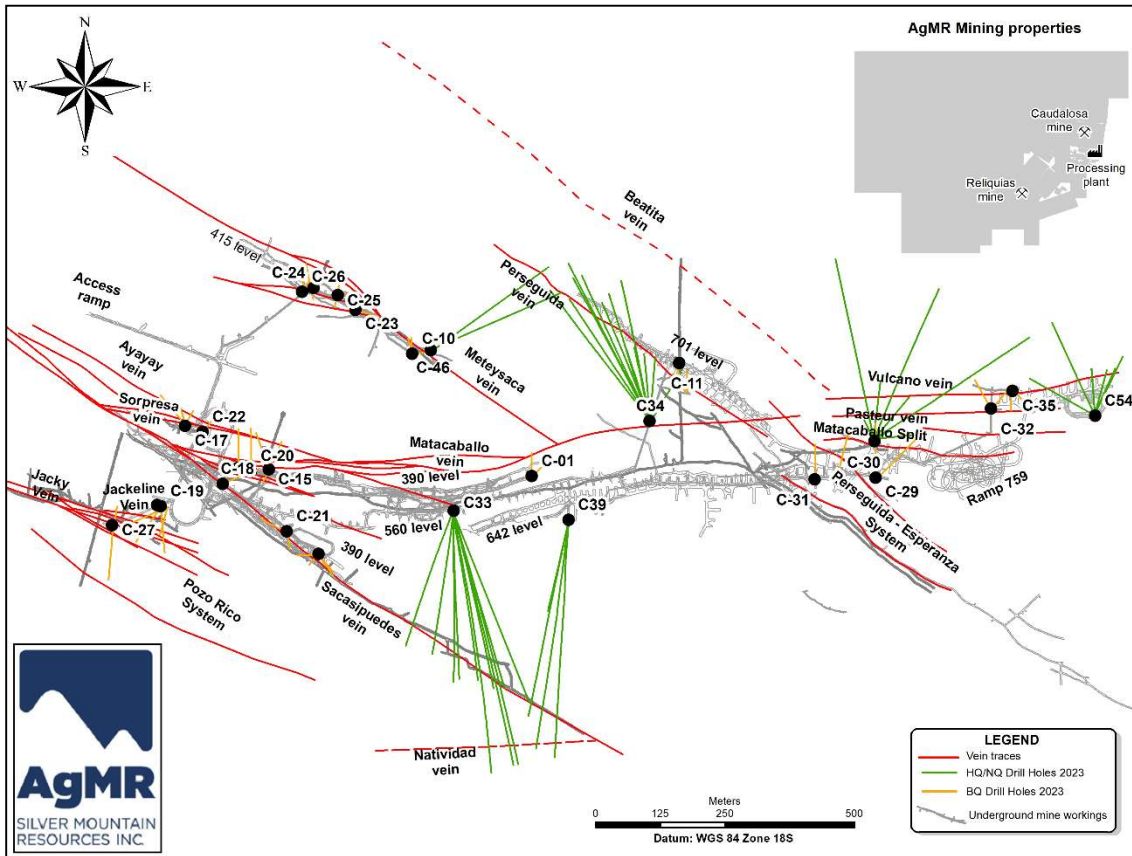 N
W
E
S
AgMR Mining properties
Caudalosa
mine
Processing
plant
Reliquias
mine
Beatita
vein
415 level
C-24
C-26
C-25
C-23
C-10
C-46
Access
ramp
Perseguida
vein
Meteysaca
vein
701 level
C-11
C34
Ayayay
vein
Sorpresa
vein
C-22
C-17
C-20
C-18
C-15
Matacaballo
vein
390 level
C-01
Vulcano vein
C-35
C54
Pasteur vein
C-32
Matacaballo Split
C-30
C-29
C-31
Ramp 759
Perseguida - Esperanza
System
Jacky
Vein
Jackeline
vein
C-19
C-27
C-21
390 level
C33
560 level
642 level
C39
Pozo Rico
System
Sacasipuedes
vein
Natividad
vein
AgMR
SILVER MOUNTAIN
RESOURCES INC.
Meters
0 125 250 500
Datum: WGS 84 Zone 18S
LEGEND
Vein traces
HQ/NQ Drill Holes 2023
BQ Drill Holes 2023
Underground mine workings